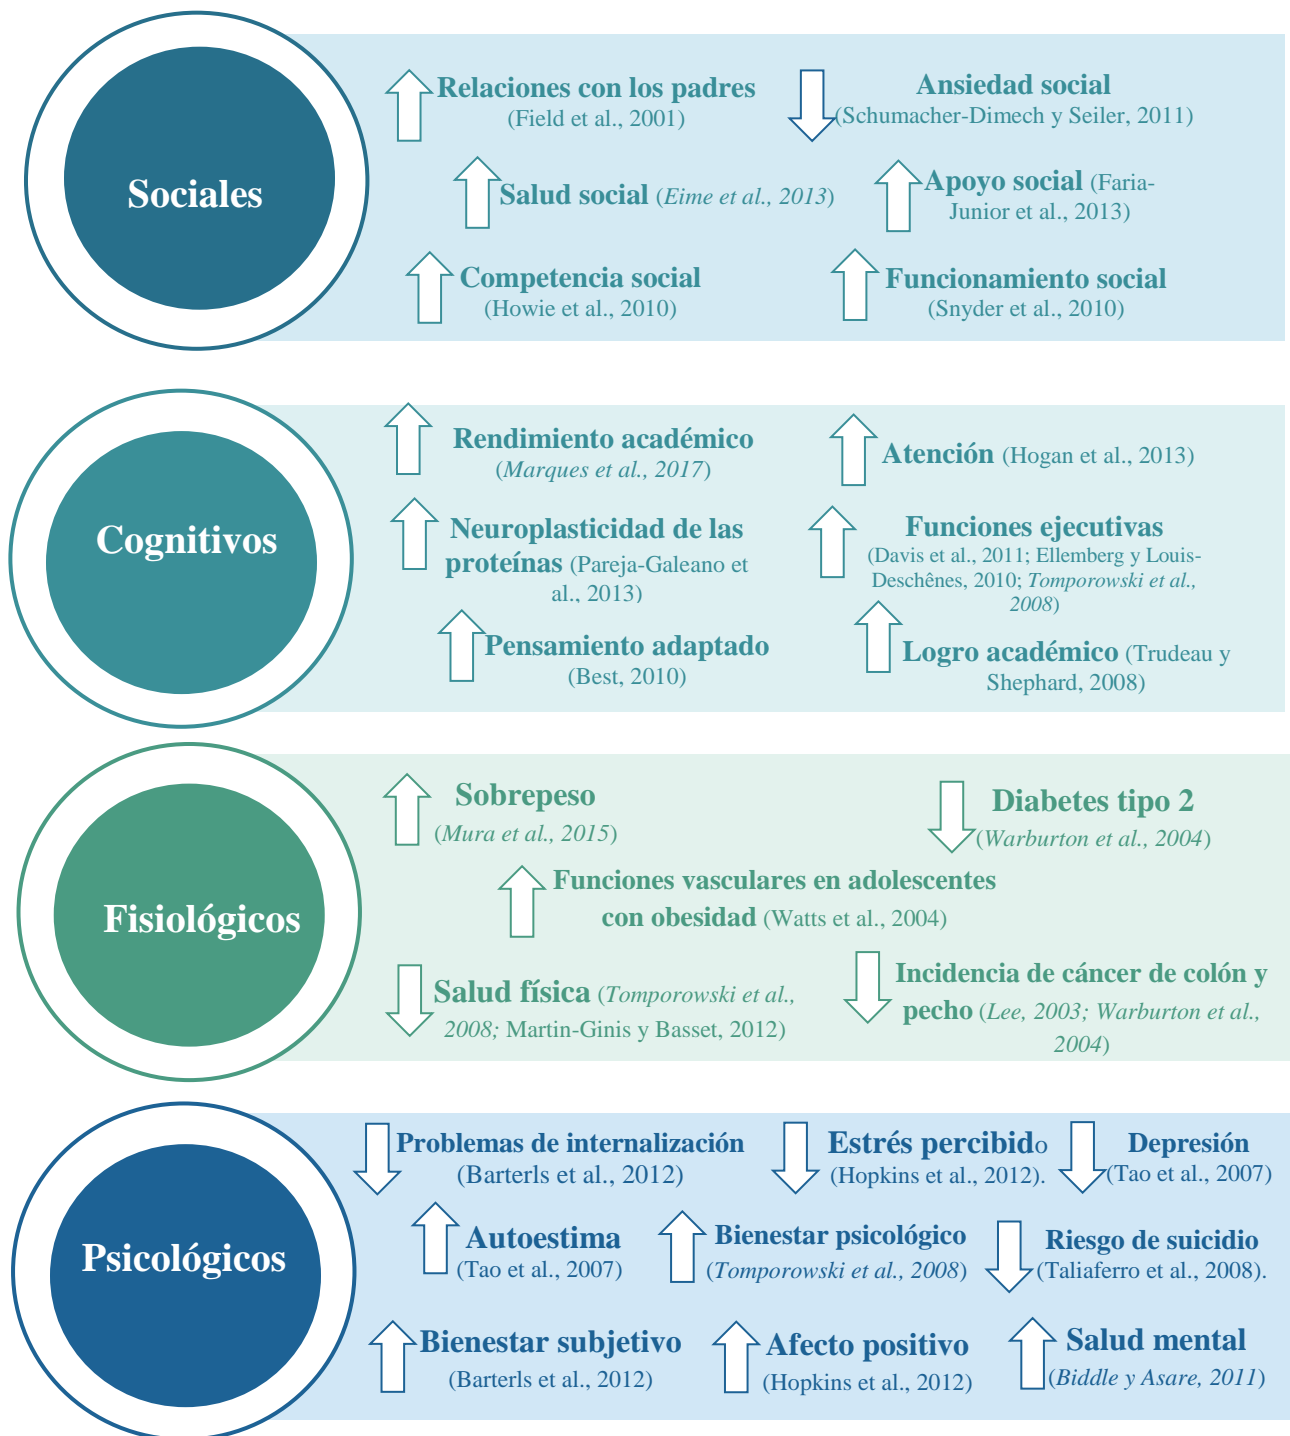 Sociales
Relaciones con los padres
(Field et al., 2001)
Ansiedad social
(Schumacher-Dimech y Seiler, 2011)
Salud social (Eime et al., 2013)
Apoyo social (Faria-
Junior et al., 2013)
Competencia social
(Howie et al., 2010)
Funcionamiento social
(Snyder et al., 2010)
Cognitivos
Rendimiento académico
(Marques et al., 2017)
Atención (Hogan et al., 2013)
Neuroplasticidad de las
proteínas (Pareja-Galeano et
al., 2013)
Funciones ejecutivas
(Davis et al., 2011; Ellemberg y Louis-
Deschênes, 2010; Tomporowski et al.,
2008)
Pensamiento adaptado
(Best, 2010)
Logro académico (Trudeau y
Shephard, 2008)
Fisiológicos
Sobrepeso
(Mura et al., 2015)
Diabetes tipo 2
(Warburton et al., 2004)
Funciones vasculares en adolescentes
con obesidad (Watts et al., 2004)
Salud física (Tomporowski et al.,
2008; Martin-Ginis y Basset, 2012)
Incidencia de cáncer de colón y
pecho (Lee, 2003; Warburton et al.,
2004)
Psicológicos
Problemas de internalización
(Barterls et al., 2012)
Estrés percibido
(Hopkins et al., 2012).
Depresión
(Tao et al., 2007)
Autoestima
(Tao et al., 2007)
Bienestar psicológico
(Tomporowski et al., 2008)
Riesgo de suicidio
(Taliaferro et al., 2008).
Bienestar subjetivo
(Barterls et al., 2012)
Afecto positivo
(Hopkins et al., 2012)
Salud mental
(Biddle y Asare, 2011)